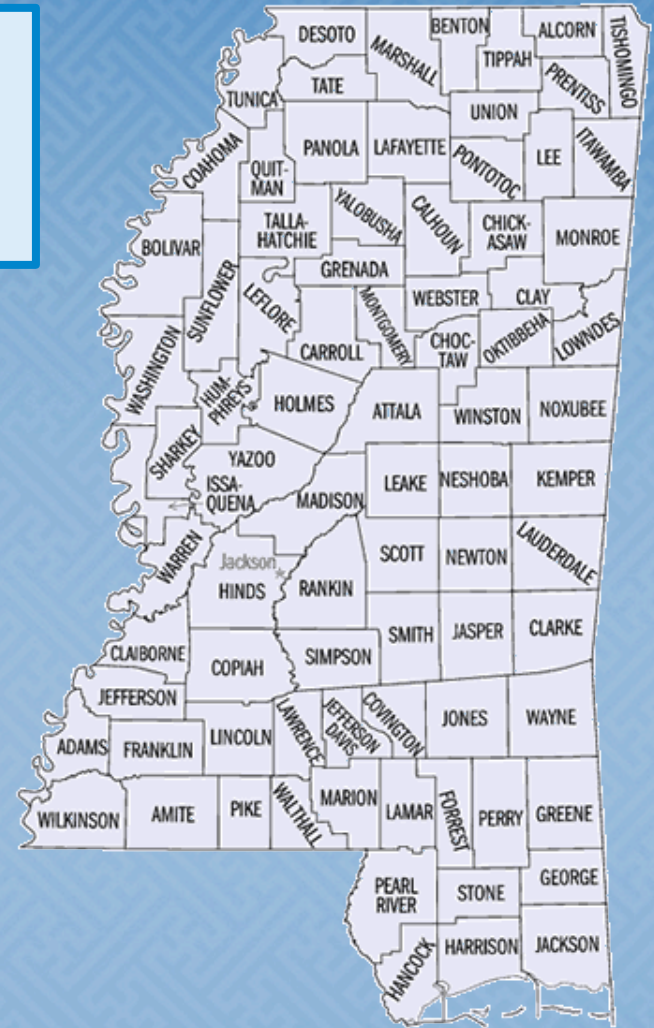 DESOTO
MARSHALL
BENTON
TIPPAH
ALCORN
TISHOMINGO
PRENTISS
TATE
TUNICA
UNION
PANOLA
LAFAYETTE
PONTOTOC
LEE
ITAWAMBA
COAHOMA
QUIT-
MAN
YALOBUSHA
CALHOUN
CHICK-
ASAW
MONROE
BOLIVAR
TALLA-
HATCHIE
GRENADA
SUNFLOWER
LEFLORE
MONTGOMERY
WEBSTER
CLAY
CARROLL
CHOC-
TAW
OKTIBBEHA
LOWNDES
WASHINGTON
HUM-
PHREYS
HOLMES
ATTALA
WINSTON
NOXUBEE
SHARKEY
YAZOO
ISSA-
QUENA
MADISON
LEAKE
NESHOBA
KEMPER
WARREN
Jackson
HINDS
RANKIN
SCOTT
NEWTON
LAUDERDALE
CLAIBORNE
COPIAH
SIMPSON
SMITH
JASPER
CLARKE
JEFFERSON
ADAMS
FRANKLIN
LINCOLN
LAWRENCE
JEFFERSON
DAVIS
COVINGTON
JONES
WAYNE
WILKINSON
AMITE
PIKE
WALTHALL
MARION
LAMAR
FORREST
PERRY
GREENE
PEARL
RIVER
STONE
GEORGE
HANCOCK
HARRISON
JACKSON